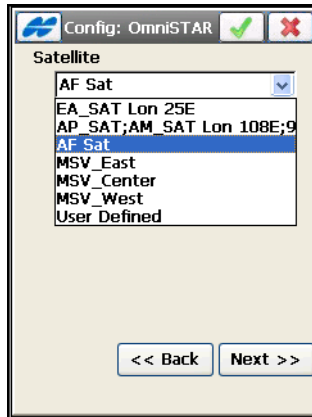 Config: OmniSTAR
Satellite
AF Sat
EA_SAT Lon 25E
AP_SAT;AM_SAT Lon 108E;9
AF Sat
MSV_East
MSV_Center
MSV_West
User Defined
<< Back Next >>